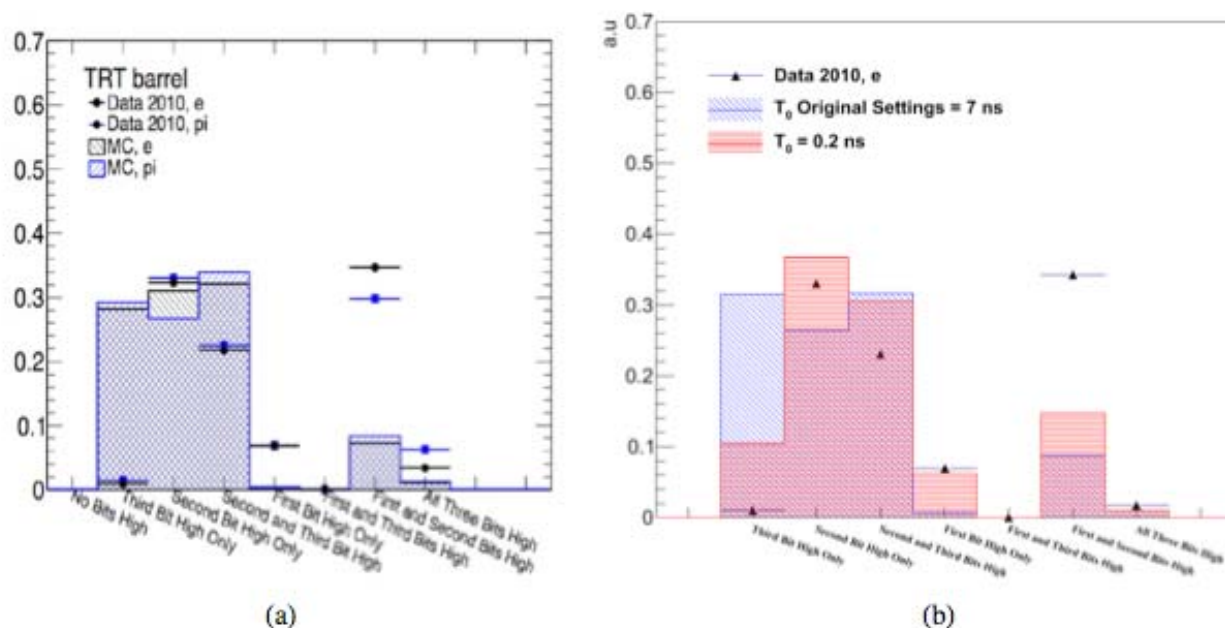 0.7
0.6
0.5
0.4
0.3
0.2
0.1
0
TRT barrel
Data 2010, e
Data 2010, pi
MC, e
MC, pi
No Bits High
Third Bit High Only
Second Bit High Only
Second and Third Bit High
First Bit High Only
First and Third Bits High
First and Second Bits High
All Three Bits High
(a)
a.u
0.7
0.6
0.5
0.4
0.3
0.2
0.1
0
Data 2010, e
T0 Original Settings = 7 ns
T0 = 0.2 ns
Third Bit High Only
Second Bit High Only
Second and Third Bits High
First Bit High Only
First and Third Bits High
First and Second Bits High
All Three Bits High
(b)